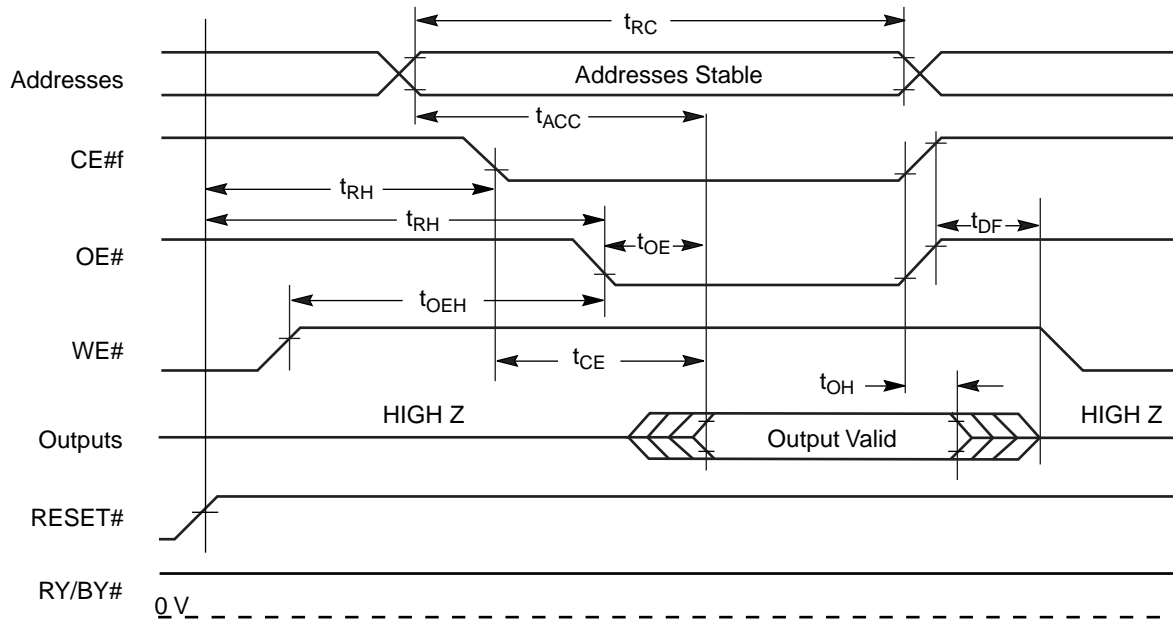 tRC
Addresses
Addresses Stable
tACC
CE#f
tRH
tRH
tDF
OE#
tOE
tOEH
WE#
tCE
tOH
HIGH Z
HIGH Z
Outputs
Output Valid
RESET#
RY/BY#
0 V